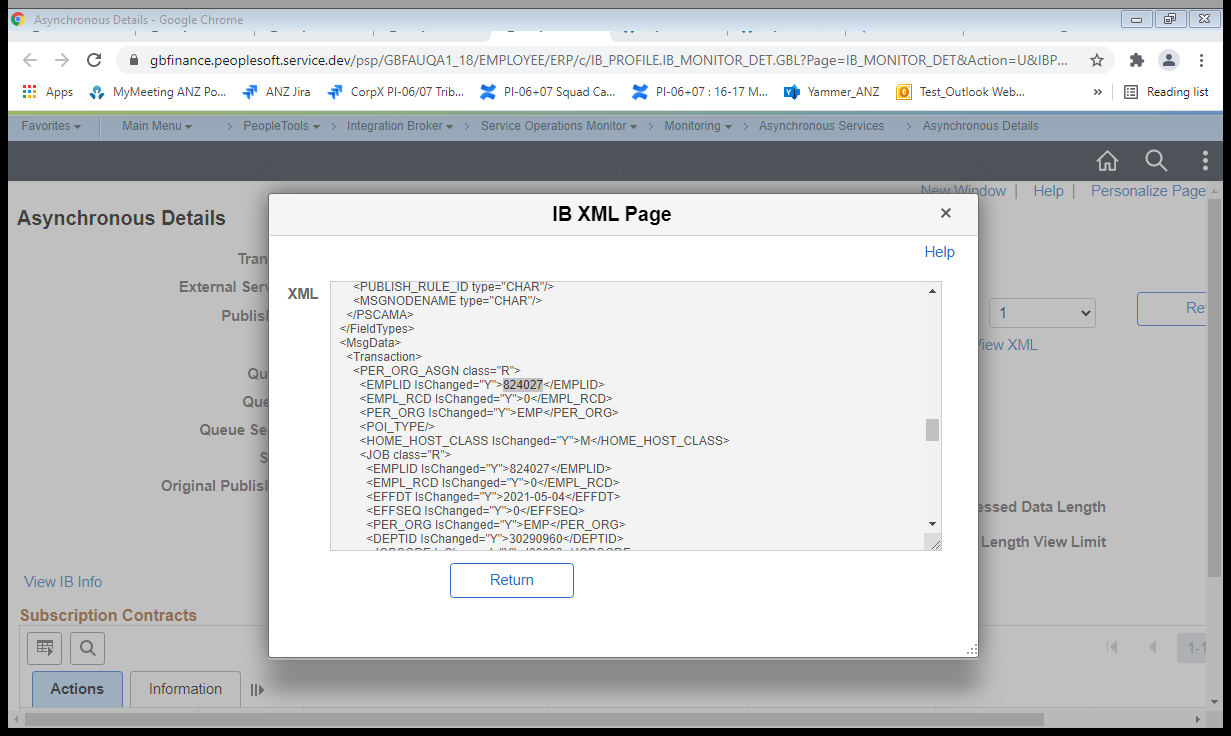 Asynchronous Details - Google Chrome
gbfinance.peoplesoft.service.dev/psp/GBFAUQA1_18/EMPLOYEE/ERP/c/IB_PROFILE.IB_MONITOR_DET.GBL?Page=IB_MONITOR_DET&Action=U&IBP...
Apps MyMeeting ANZ Po... ANZ Jira CorpX PI-06/07 Trib... PI-06+07 Squad Ca... PI-06+07 : 16-17 M... Yammer_ANZ Test_Outlook Web... » Reading list
Favorites Main Menu > PeopleTools > Integration Broker > Service Operations Monitor > Monitoring > Asynchronous Services > Asynchronous Details
New Window | Help | Personalize Page
Asynchronous Details
IB XML Page
×
Help
XML
<PUBLISH_RULE_ID type="CHAR"/>
<MSGNODENAME type="CHAR"/>
</PSCAMA>
</FieldTypes>
<MsgData>
<Transaction>
<PER_ORG_ASGN class="R">
<EMPLID IsChanged="Y">824027</EMPLID>
<EMPL_RCD IsChanged="Y">0</EMPL_RCD>
<PER_ORG IsChanged="Y">EMP</PER_ORG>
<POI_TYPE/>
<HOME_HOST_CLASS IsChanged="Y">M</HOME_HOST_CLASS>
<JOB class="R">
<EMPLID IsChanged="Y">824027</EMPLID>
<EMPL_RCD IsChanged="Y">0</EMPL_RCD>
<EFFDT IsChanged="Y">2021-05-04</EFFDT>
<EFFSEQ IsChanged="Y">0</EFFSEQ>
<PER_ORG IsChanged="Y">EMP</PER_ORG>
<DEPTID IsChanged="Y">30290960</DEPTID>
Return
Tran
External Serv
Publish
Que
Queue Se
S
Original Publish
1
Re
iew XML
essed Data Length
Length View Limit
View IB Info
Subscription Contracts
1-1
Actions Information